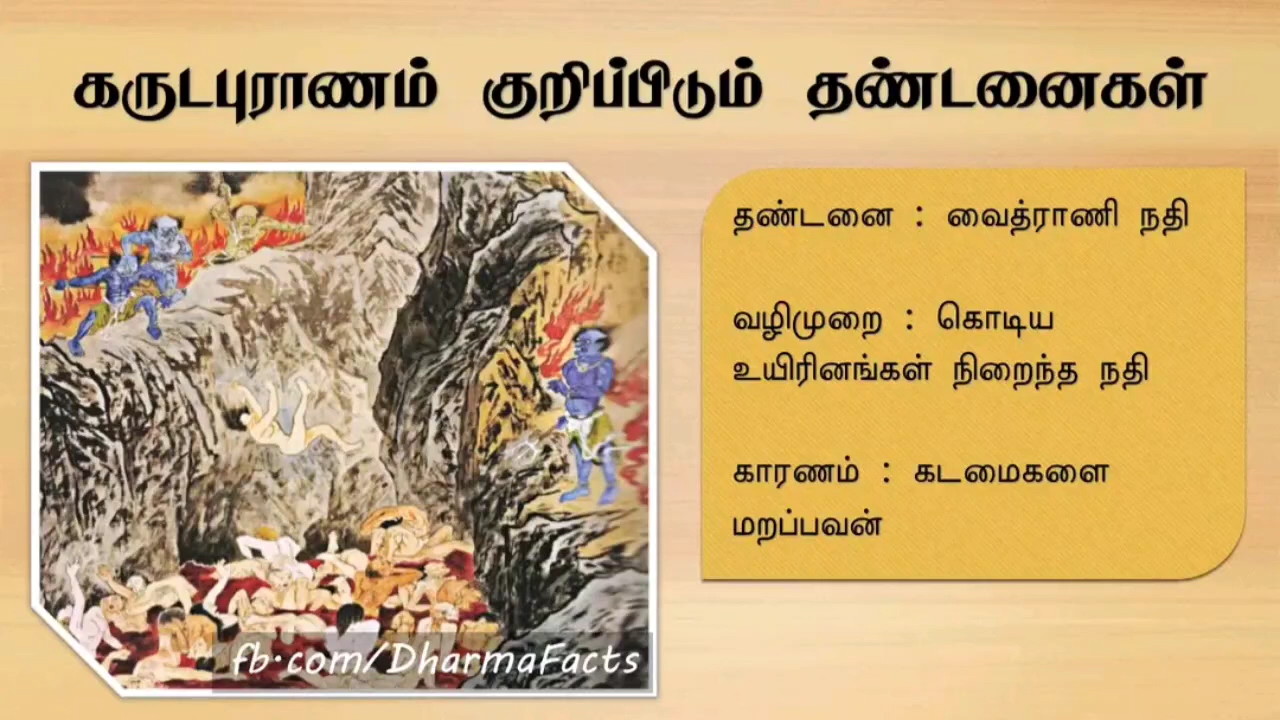 கருடபுராணம் குறிப்பிடும் தண்டனைகள்
தண்டனை : வைத்ராணி நதி
வழிமுறை : கொடிய
உயிரினங்கள் நிறைந்த நதி
காரணம் : கடமைகளை
மறப்பவன்
fb.com/DharmaFacts